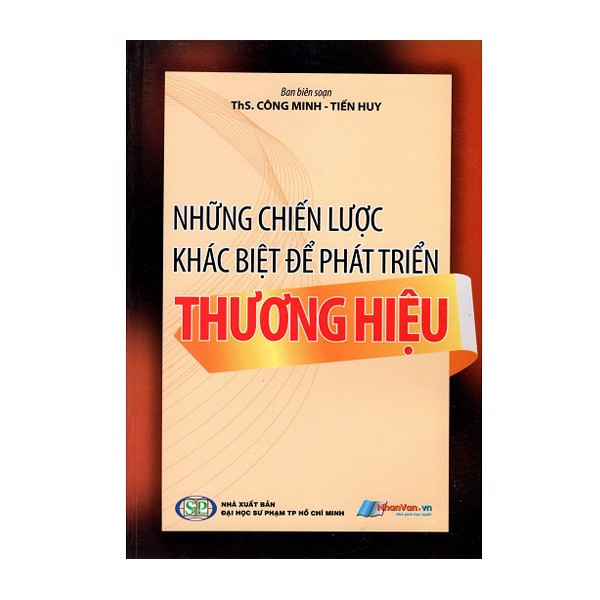 Ban biên soạn
ThS. CÔNG MINH - TIẾN HUY
NHỮNG CHIẾN LƯỢC
KHÁC BIỆT ĐỂ PHÁT TRIỂN
THƯƠNG HIỆU
NHÀ XUẤT BẢN
ĐẠI HỌC SƯ PHẠM TP HỒ CHÍ MINH
NhanVan.vn